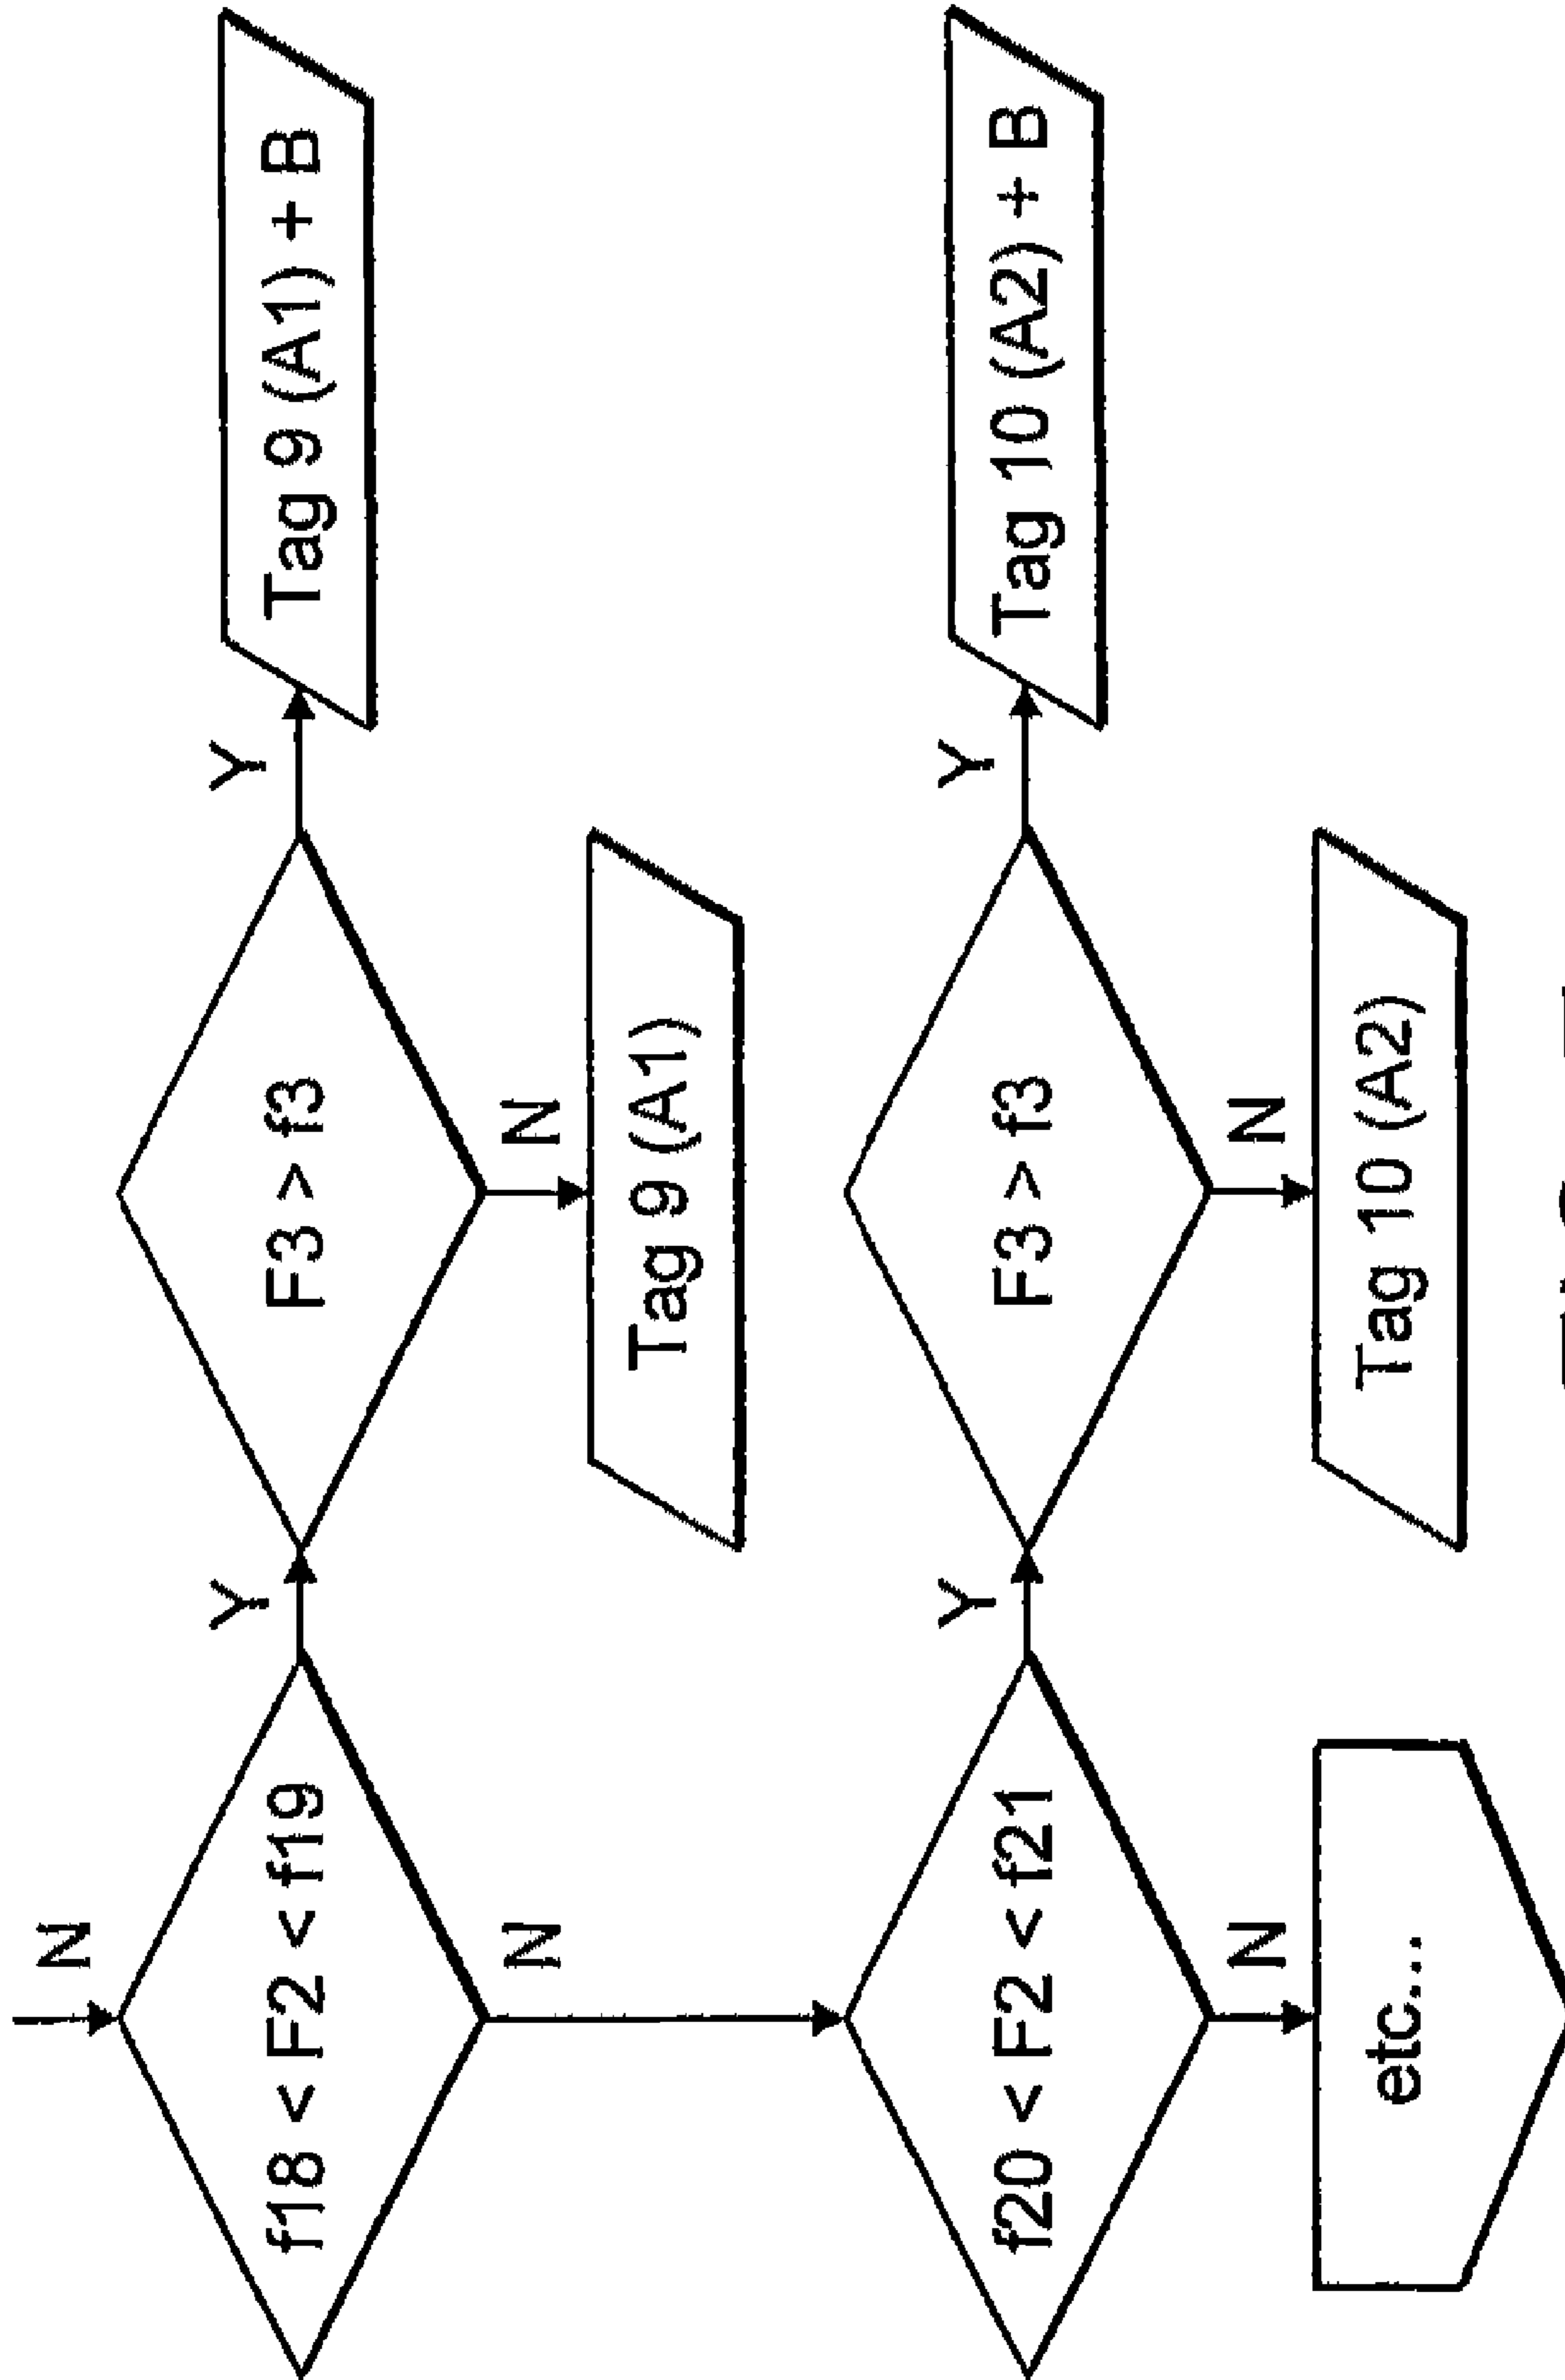 N
f18 < F2 < f19
Y
F3 > f3
Y
Tag 9 (A1) + B
N
Tag 9 (A1)
N
f20 < F2 < f21
Y
F3 > f3
Y
Tag 10 (A2) + B
N
Tag 10 (A2)
N
etc...